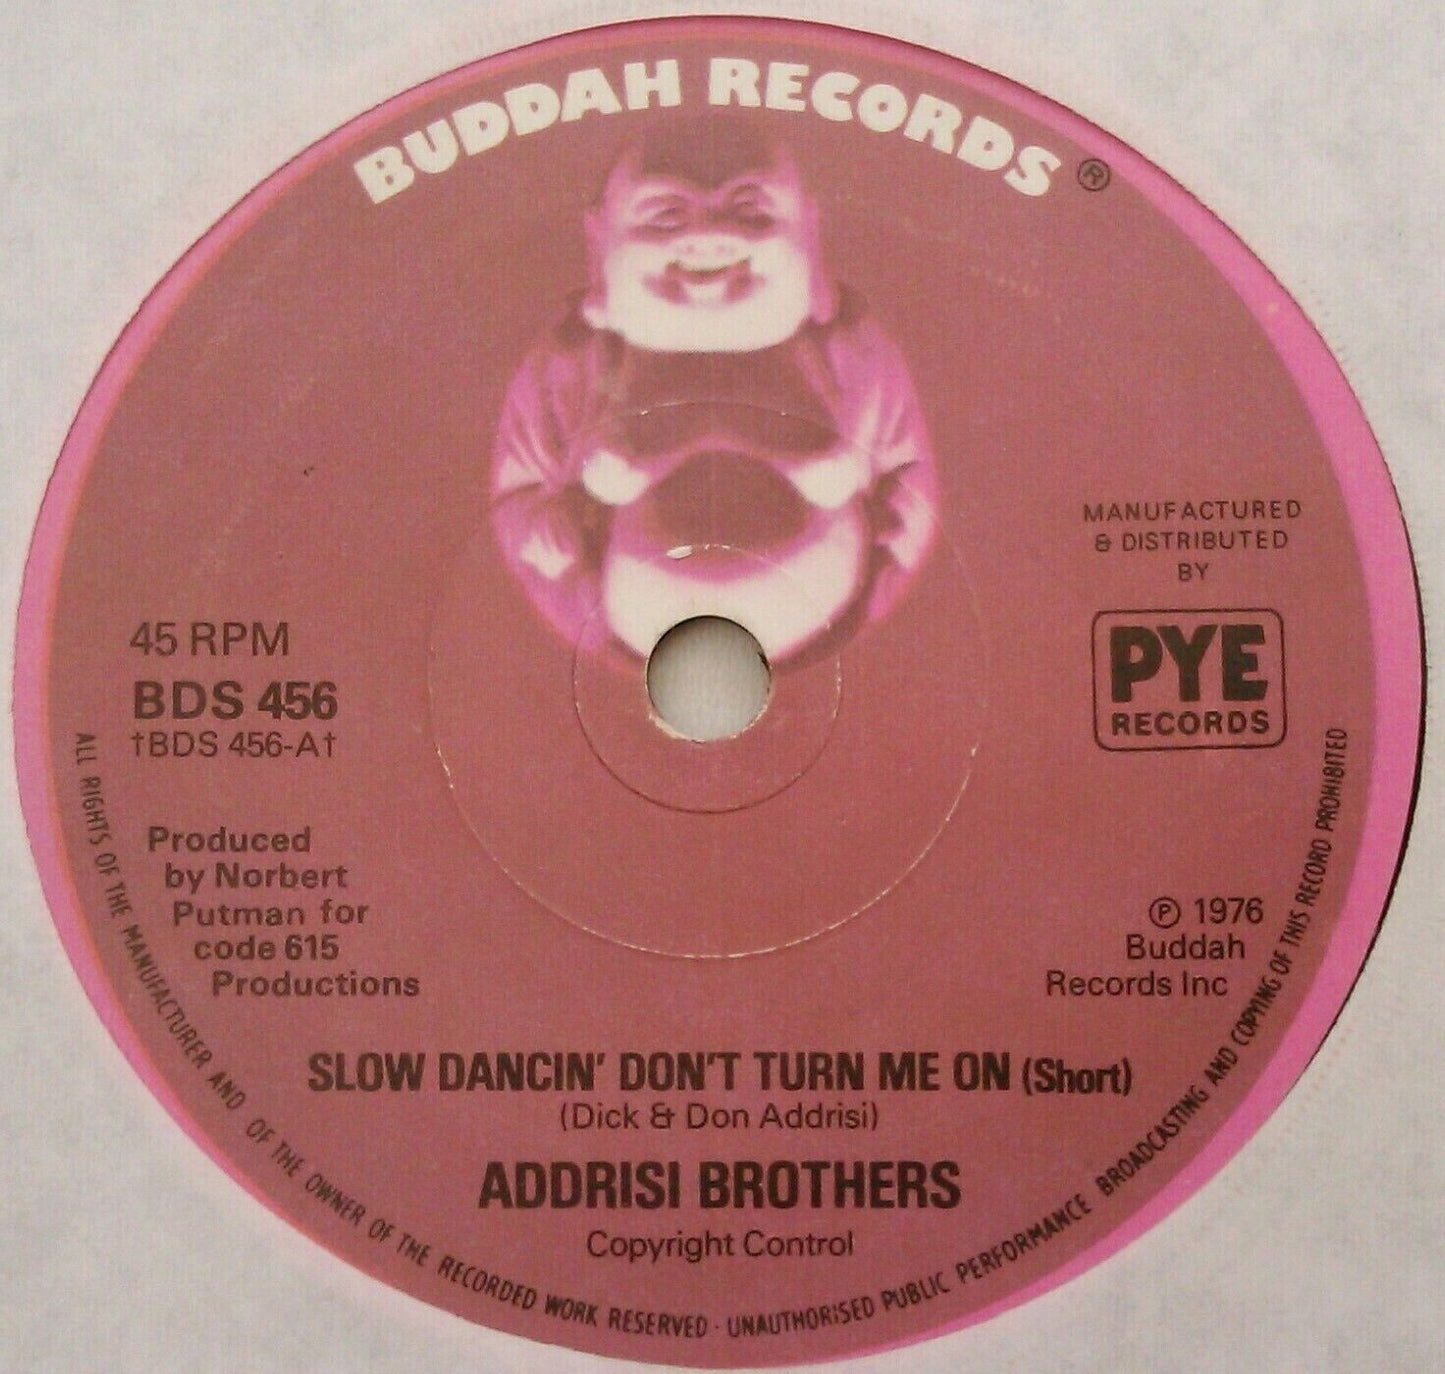 BUDDAH RECORDS ®
MANUFACTURED
& DISTRIBUTED
BY
PYE
RECORDS
45 RPM
BDS 456
†BDS 456-A†
Produced
by Norbert
Putman for
code 615
Productions
℗ 1976
Buddah
Records Inc
SLOW DANCIN' DON'T TURN ME ON (Short)
(Dick & Don Addrisi)
ADDRISI BROTHERS
Copyright Control
ALL RIGHTS OF THE MANUFACTURER AND OF THE OWNER OF THE RECORDED WORK RESERVED · UNAUTHORISED PUBLIC PERFORMANCE BROADCASTING AND COPYING OF THIS RECORD PROHIBITED